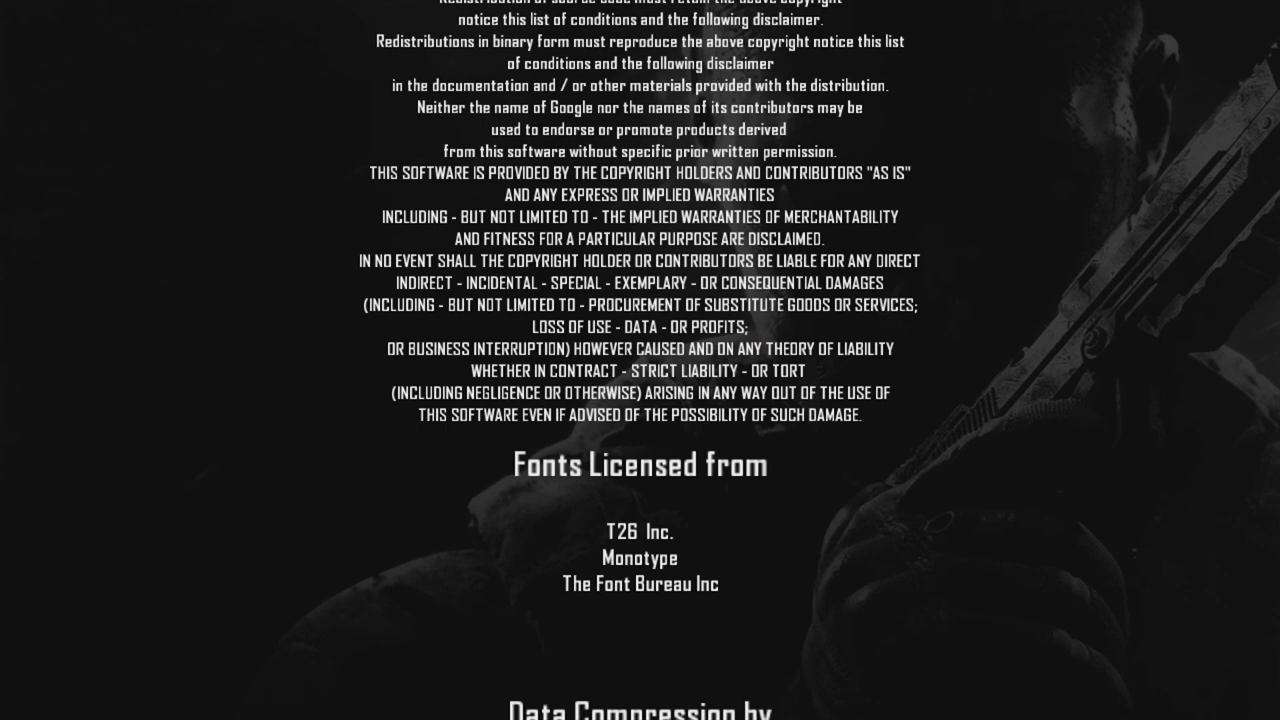 Redistribution of source code must retain the above copyright
notice this list of conditions and the following disclaimer.
Redistributions in binary form must reproduce the above copyright notice this list
of conditions and the following disclaimer
in the documentation and / or other materials provided with the distribution.
Neither the name of Google nor the names of its contributors may be
used to endorse or promote products derived
from this software without specific prior written permission.
THIS SOFTWARE IS PROVIDED BY THE COPYRIGHT HOLDERS AND CONTRIBUTORS "AS IS"
AND ANY EXPRESS OR IMPLIED WARRANTIES
INCLUDING - BUT NOT LIMITED TO - THE IMPLIED WARRANTIES OF MERCHANTABILITY
AND FITNESS FOR A PARTICULAR PURPOSE ARE DISCLAIMED.
IN NO EVENT SHALL THE COPYRIGHT HOLDER OR CONTRIBUTORS BE LIABLE FOR ANY DIRECT
INDIRECT - INCIDENTAL - SPECIAL - EXEMPLARY - OR CONSEQUENTIAL DAMAGES
(INCLUDING - BUT NOT LIMITED TO - PROCUREMENT OF SUBSTITUTE GOODS OR SERVICES;
LOSS OF USE - DATA - OR PROFITS;
OR BUSINESS INTERRUPTION) HOWEVER CAUSED AND ON ANY THEORY OF LIABILITY
WHETHER IN CONTRACT - STRICT LIABILITY - OR TORT
(INCLUDING NEGLIGENCE OR OTHERWISE) ARISING IN ANY WAY OUT OF THE USE OF
THIS SOFTWARE EVEN IF ADVISED OF THE POSSIBILITY OF SUCH DAMAGE.
Fonts Licensed from
T26 Inc.
Monotype
The Font Bureau Inc
Data Compression by